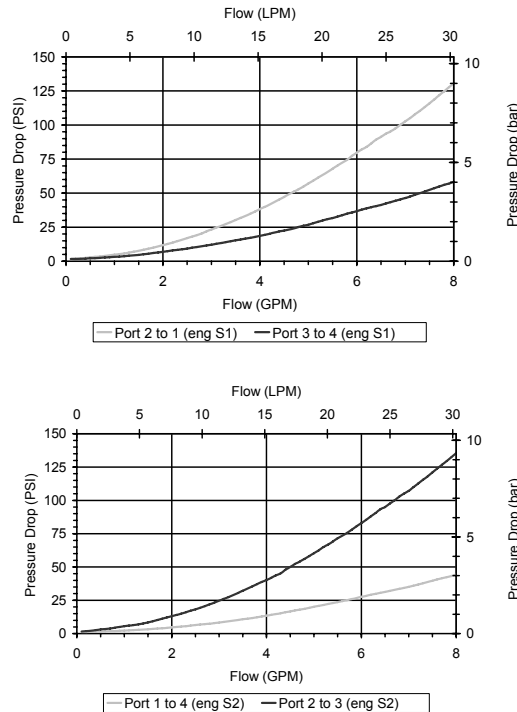 Flow (LPM)
0 5 10 15 20 25 30
150
125
100
75
50
25
0
Pressure Drop (PSI)
10
5
0
Pressure Drop (bar)
0 2 4 6 8
Flow (GPM)
Port 2 to 1 (eng S1) Port 3 to 4 (eng S1)
Flow (LPM)
0 5 10 15 20 25 30
150
125
100
75
50
25
0
Pressure Drop (PSI)
10
5
0
Pressure Drop (bar)
0 2 4 6 8
Flow (GPM)
Port 1 to 4 (eng S2) Port 2 to 3 (eng S2)